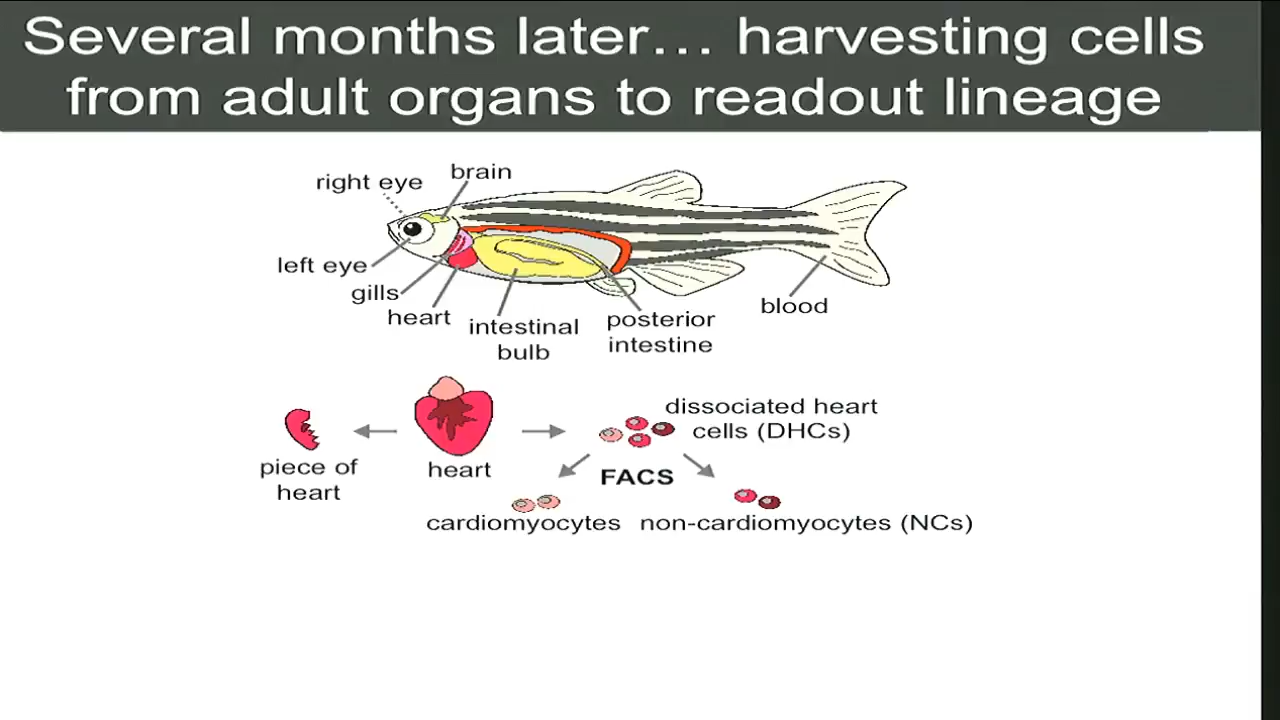 Several months later… harvesting cells
from adult organs to readout lineage
right eye
brain
left eye
gills
heart
intestinal
bulb
posterior
intestine
blood
piece of
heart
heart
dissociated heart
cells (DHCs)
FACS
cardiomyocytes
non-cardiomyocytes (NCs)